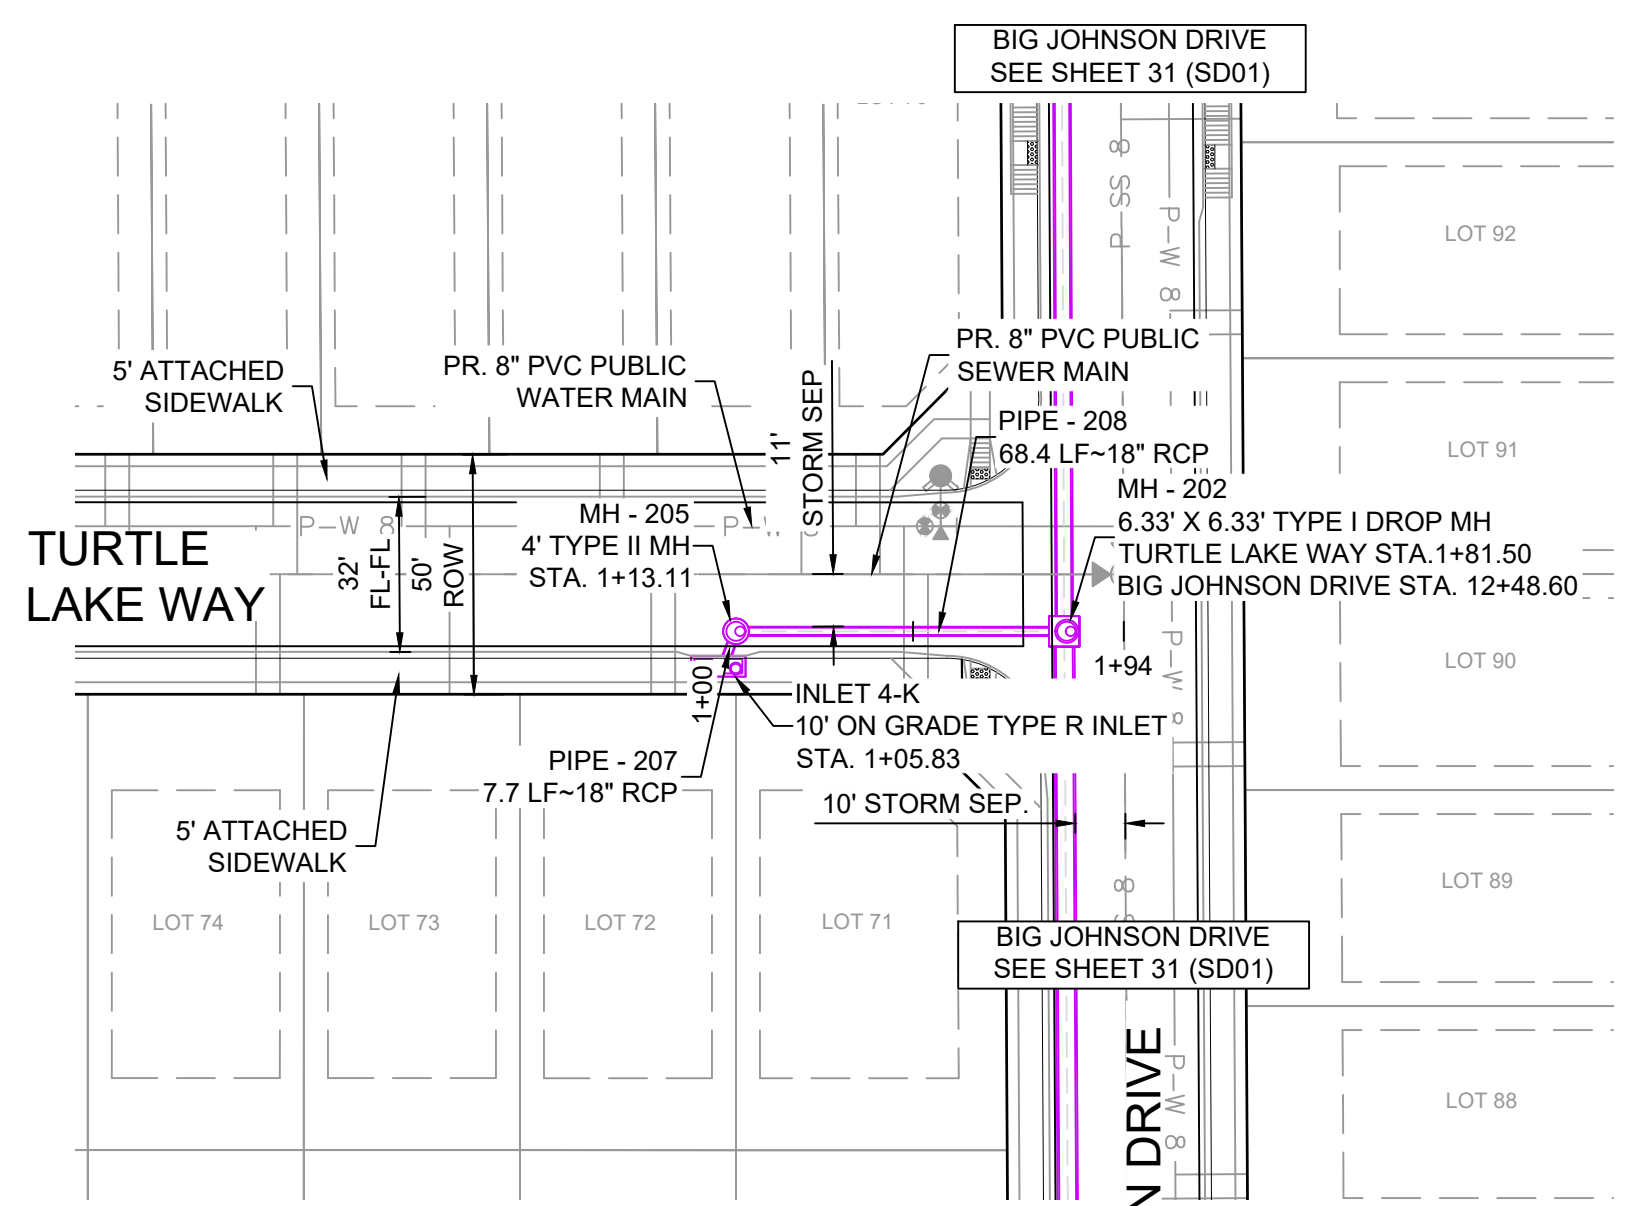 BIG JOHNSON DRIVE
SEE SHEET 31 (SD01)
8 SS-P
P-W 8
LOT 92
PR. 8" PVC PUBLIC
SEWER MAIN
5' ATTACHED
SIDEWALK
PR. 8" PVC PUBLIC
WATER MAIN
11'
STORM SEP
PIPE - 208
68.4 LF~18" RCP
LOT 91
MH - 202
6.33' X 6.33' TYPE I DROP MH
TURTLE LAKE WAY STA.1+81.50
BIG JOHNSON DRIVE STA. 12+48.60
MH - 205
4' TYPE II MH
STA. 1+13.11
P-W 8
P-W
TURTLE
LAKE WAY
32'
FL-FL
50'
ROW
1+94
P-W 8
LOT 90
1+00
INLET 4-K
10' ON GRADE TYPE R INLET
STA. 1+05.83
PIPE - 207
7.7 LF~18" RCP
10' STORM SEP.
5' ATTACHED
SIDEWALK
LOT 74
LOT 73
LOT 72
LOT 71
LOT 89
8
BIG JOHNSON DRIVE
SEE SHEET 31 (SD01)
N DRIVE
P-W 8
LOT 88